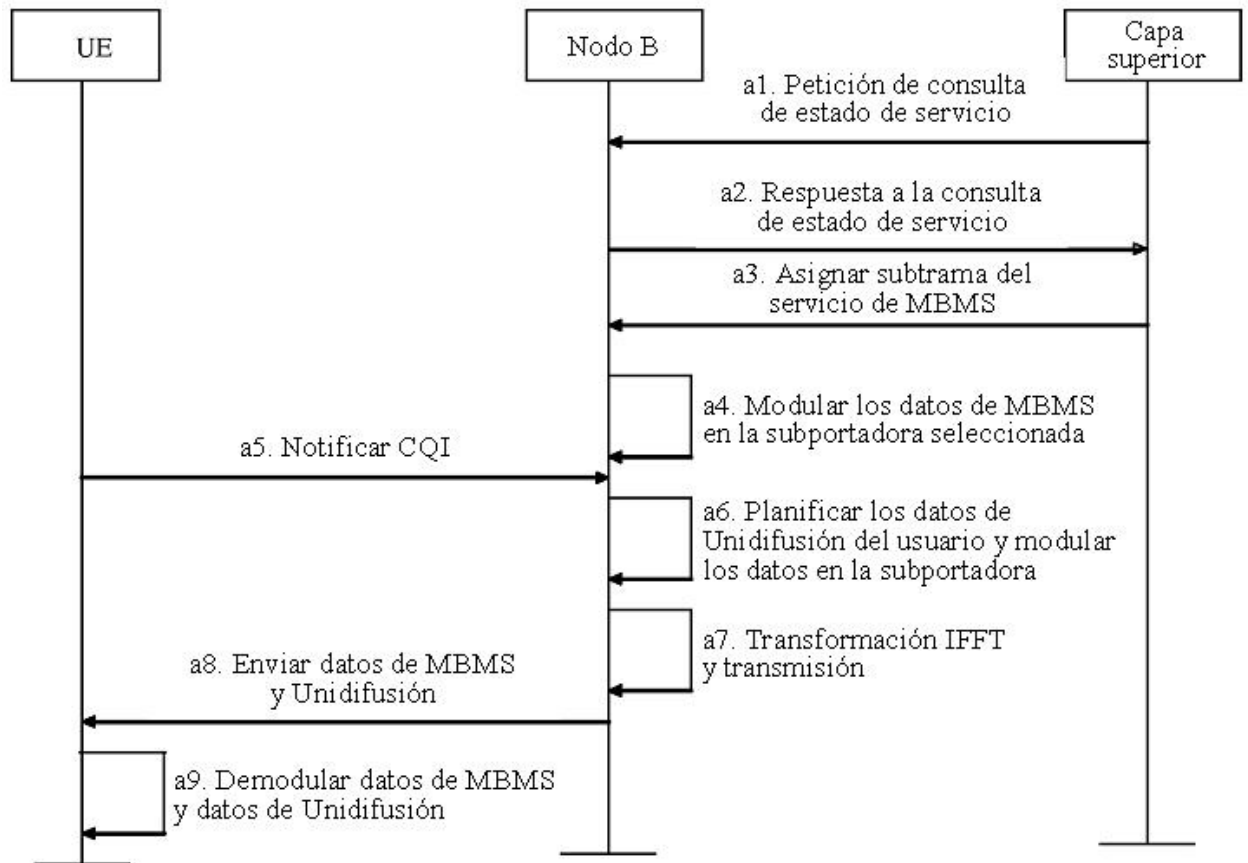 UE
Nodo B
Capa
superior
a1. Petición de consulta
de estado de servicio
a2. Respuesta a la consulta
de estado de servicio
a3. Asignar subtrama del
servicio de MBMS
a4. Modular los datos de MBMS
en la subportadora seleccionada
a5. Notificar CQI
a6. Planificar los datos de
Unidifusión del usuario y modular
los datos en la subportadora
a7. Transformación IFFT
y transmisión
a8. Enviar datos de MBMS
y Unidifusión
a9. Demodular datos de MBMS
y datos de Unidifusión